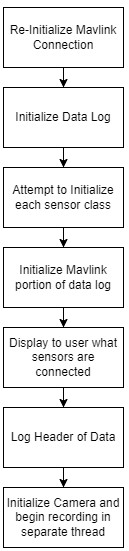 Re-Initialize Mavlink
Connection
Initialize Data Log
Attempt to Initialize
each sensor class
Initialize Mavlink
portion of data log
Display to user what
sensors are
connected
Log Header of Data
Initialize Camera and
begin recording in
separate thread